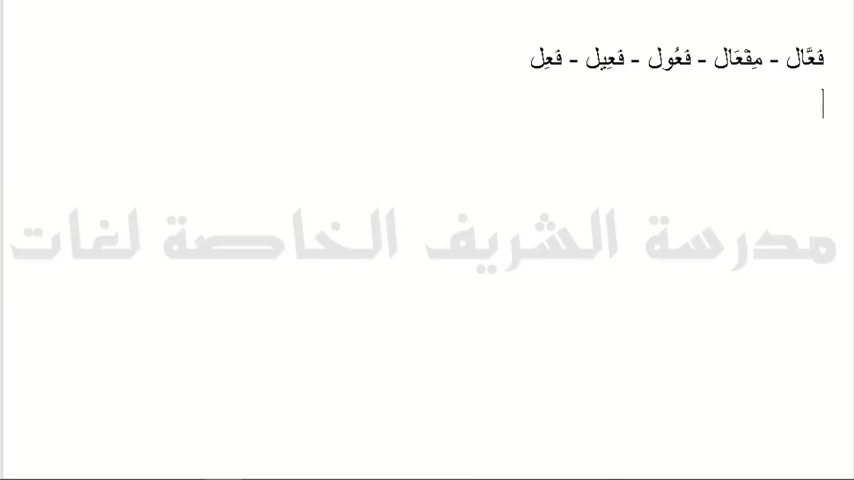 فَعَّال - مِفْعَال - فَعُول - فَعِيل - فَعِل
مدرسة الشريف الخاصة لغات